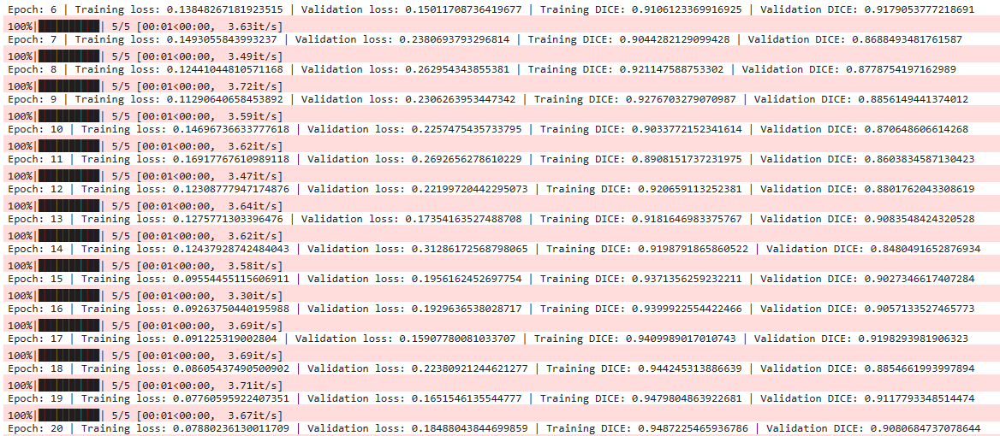 Epoch: 6 | Training loss: 0.13848267181923515 | Validation loss: 0.15011708736419677 | Training DICE: 0.9106123369916925 | Validation DICE: 0.9179053777218691
100%|██████████| 5/5 [00:01<00:00,  3.63it/s]
Epoch: 7 | Training loss: 0.1493055843993237 | Validation loss: 0.2380693793296814 | Training DICE: 0.9044282129099428 | Validation DICE: 0.8688493481761587
100%|██████████| 5/5 [00:01<00:00,  3.49it/s]
Epoch: 8 | Training loss: 0.12441044810571168 | Validation loss: 0.262954343855381 | Training DICE: 0.921147588753302 | Validation DICE: 0.8778754197162989
100%|██████████| 5/5 [00:01<00:00,  3.72it/s]
Epoch: 9 | Training loss: 0.11290640658453892 | Validation loss: 0.2306263953447342 | Training DICE: 0.9276703279070987 | Validation DICE: 0.8856149441374012
100%|██████████| 5/5 [00:01<00:00,  3.59it/s]
Epoch: 10 | Training loss: 0.14696736633777618 | Validation loss: 0.2257475435733795 | Training DICE: 0.9033772152341614 | Validation DICE: 0.870648606614268
100%|██████████| 5/5 [00:01<00:00,  3.62it/s]
Epoch: 11 | Training loss: 0.16917767610989118 | Validation loss: 0.2692656278610229 | Training DICE: 0.8908151737231975 | Validation DICE: 0.8603834587130423
100%|██████████| 5/5 [00:01<00:00,  3.47it/s]
Epoch: 12 | Training loss: 0.12308777947174876 | Validation loss: 0.22199720442295073 | Training DICE: 0.920659113252381 | Validation DICE: 0.8801762043308619
100%|██████████| 5/5 [00:01<00:00,  3.64it/s]
Epoch: 13 | Training loss: 0.1275771303396476 | Validation loss: 0.17354163527488708 | Training DICE: 0.9181646983375767 | Validation DICE: 0.9083548424320528
100%|██████████| 5/5 [00:01<00:00,  3.62it/s]
Epoch: 14 | Training loss: 0.12437928742484043 | Validation loss: 0.31286172568798065 | Training DICE: 0.9198791865860522 | Validation DICE: 0.8480491652876934
100%|██████████| 5/5 [00:01<00:00,  3.58it/s]
Epoch: 15 | Training loss: 0.09554455115606911 | Validation loss: 0.1956162452697754 | Training DICE: 0.9371356259232211 | Validation DICE: 0.9027346617407284
100%|██████████| 5/5 [00:01<00:00,  3.30it/s]
Epoch: 16 | Training loss: 0.09263750440195988 | Validation loss: 0.1929636538028717 | Training DICE: 0.9399922554422466 | Validation DICE: 0.9057133527465773
100%|██████████| 5/5 [00:01<00:00,  3.69it/s]
Epoch: 17 | Training loss: 0.091225319002804 | Validation loss: 0.15907780081033707 | Training DICE: 0.9409989017010743 | Validation DICE: 0.9198293981906323
100%|██████████| 5/5 [00:01<00:00,  3.69it/s]
Epoch: 18 | Training loss: 0.08605437490500902 | Validation loss: 0.22380921244621277 | Training DICE: 0.944245313886639 | Validation DICE: 0.8854661993997894
100%|██████████| 5/5 [00:01<00:00,  3.71it/s]
Epoch: 19 | Training loss: 0.07760595922407351 | Validation loss: 0.1651546135544777 | Training DICE: 0.9479804863922681 | Validation DICE: 0.9117793348514474
100%|██████████| 5/5 [00:01<00:00,  3.67it/s]
Epoch: 20 | Training loss: 0.07880236130011709 | Validation loss: 0.18488043844699859 | Training DICE: 0.9487225465936786 | Validation DICE: 0.9080684737078644